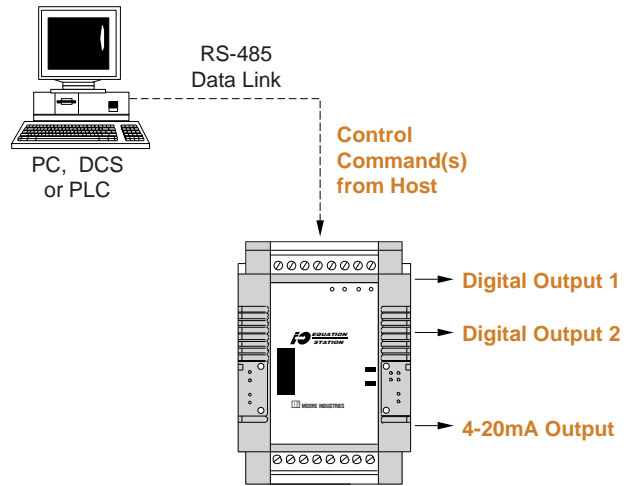 RS-485
Data Link
PC, DCS
or PLC
Control
Command(s)
from Host
Digital Output 1
Digital Output 2
4-20mA Output
EQUATION
STATION
MOORE INDUSTRIES